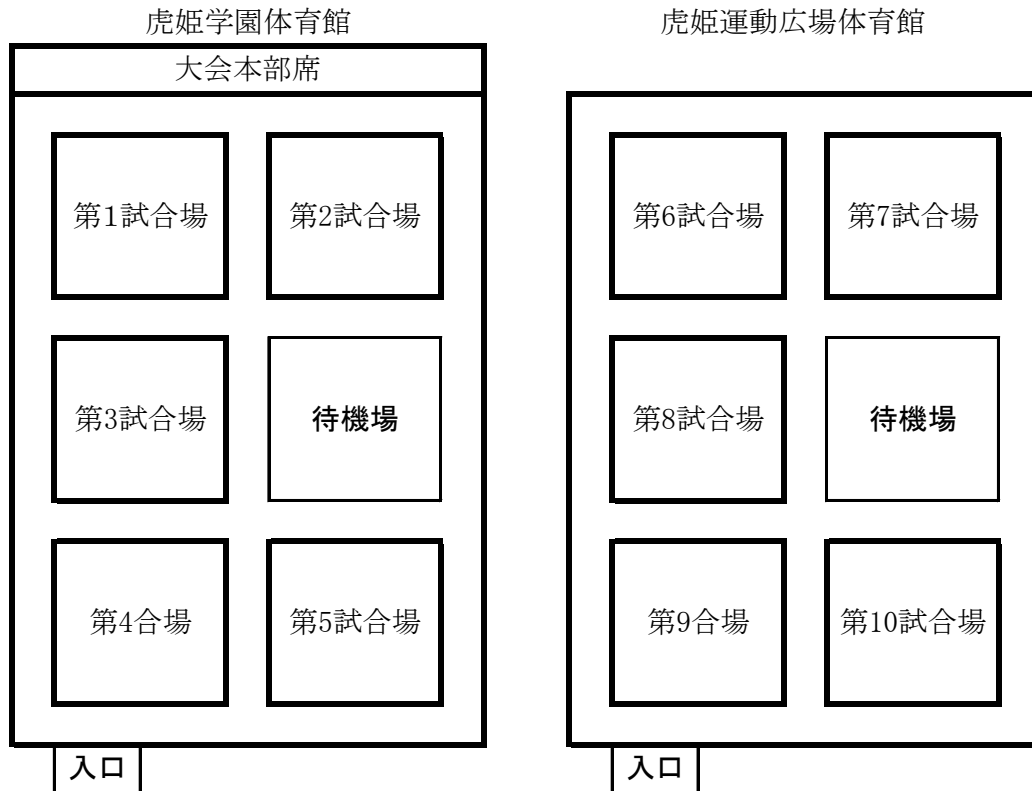 虎姫学園体育館
大会本部席
第1試合場
第2試合場
第3試合場
待機場
第4合場
第5試合場
入口
虎姫運動広場体育館
第6試合場
第7試合場
第8試合場
待機場
第9合場
第10試合場
入口